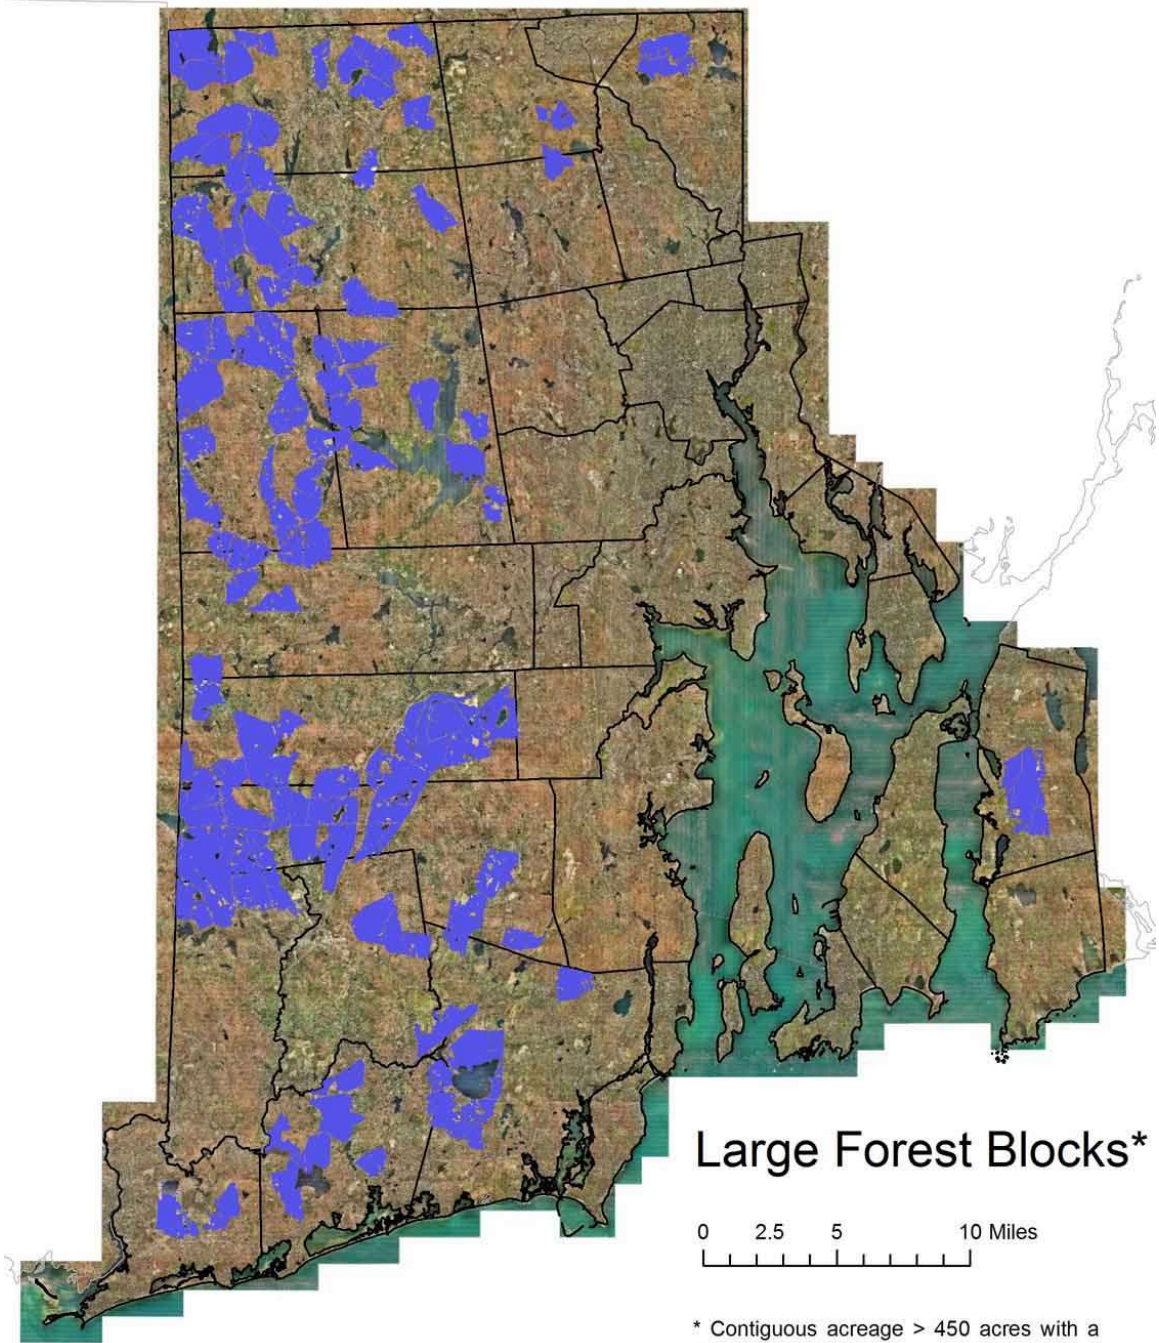 Large Forest Blocks*
0 2.5 5 10 Miles
* Contiguous acreage > 450 acres with a